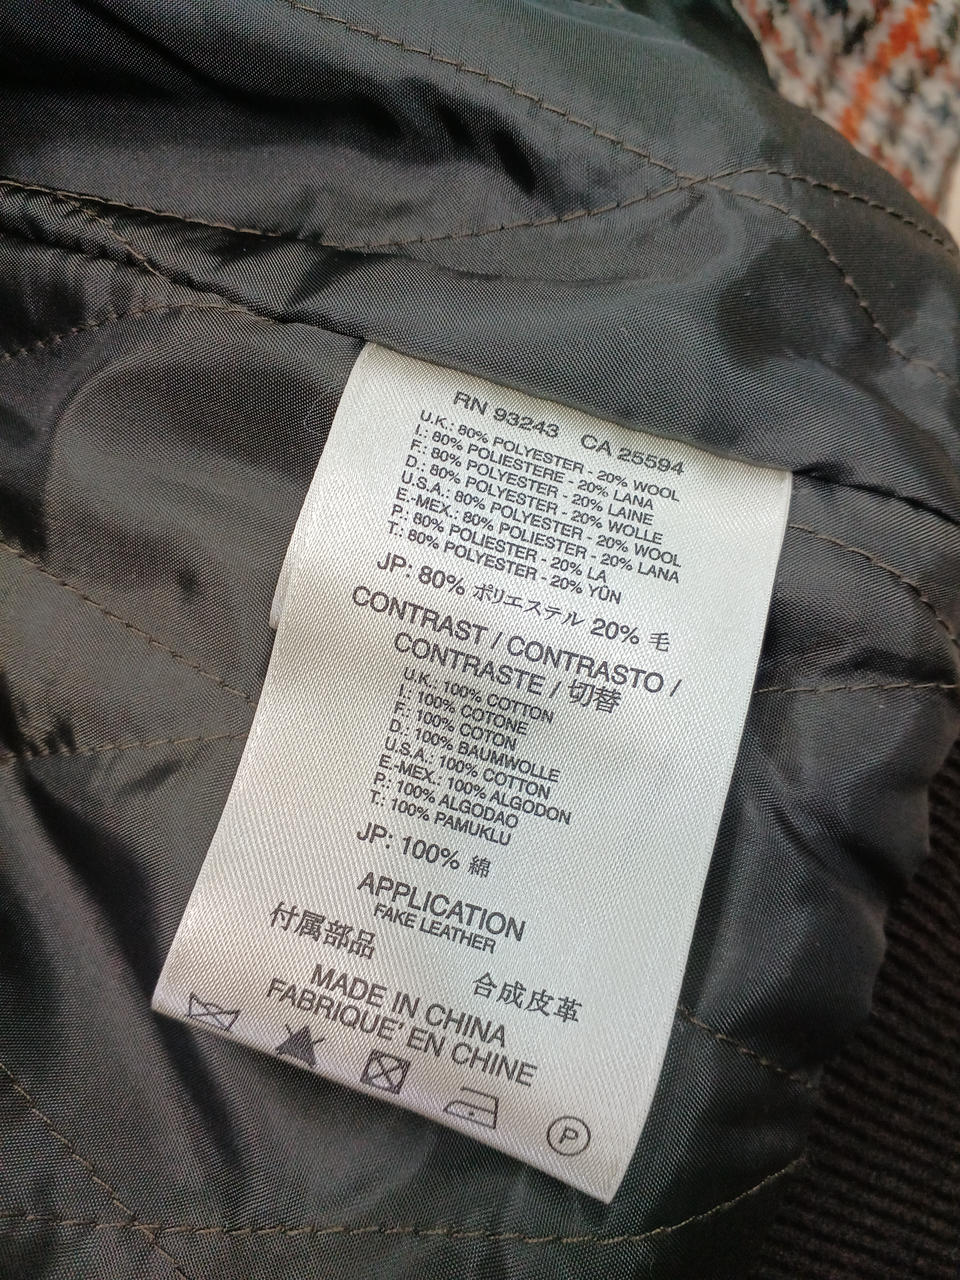 RN 93243 CA 25594
U.K.: 80% POLYESTER - 20% WOOL
I.: 80% POLIESTERE - 20% LANA
F.: 80% POLYESTER - 20% LAINE
D.: 80% POLYESTER - 20% WOLLE
U.S.A.: 80% POLYESTER - 20% WOOL
E.-MEX.: 80% POLIESTER - 20% LANA
P.: 80% POLIESTER - 20% LA
T.: 80% POLYESTER - 20% YÜN
JP: 80% ポリエステル 20% 毛
CONTRAST / CONTRASTO /
CONTRASTE / 切替
U.K.: 100% COTTON
I.: 100% COTONE
F.: 100% COTON
D.: 100% BAUMWOLLE
U.S.A.: 100% COTTON
E.-MEX.: 100% ALGODON
P.: 100% ALGODAO
T.: 100% PAMUKLU
JP: 100% 綿
APPLICATION
FAKE LEATHER
付属部品 合成皮革
MADE IN CHINA
FABRIQUE' EN CHINE
P